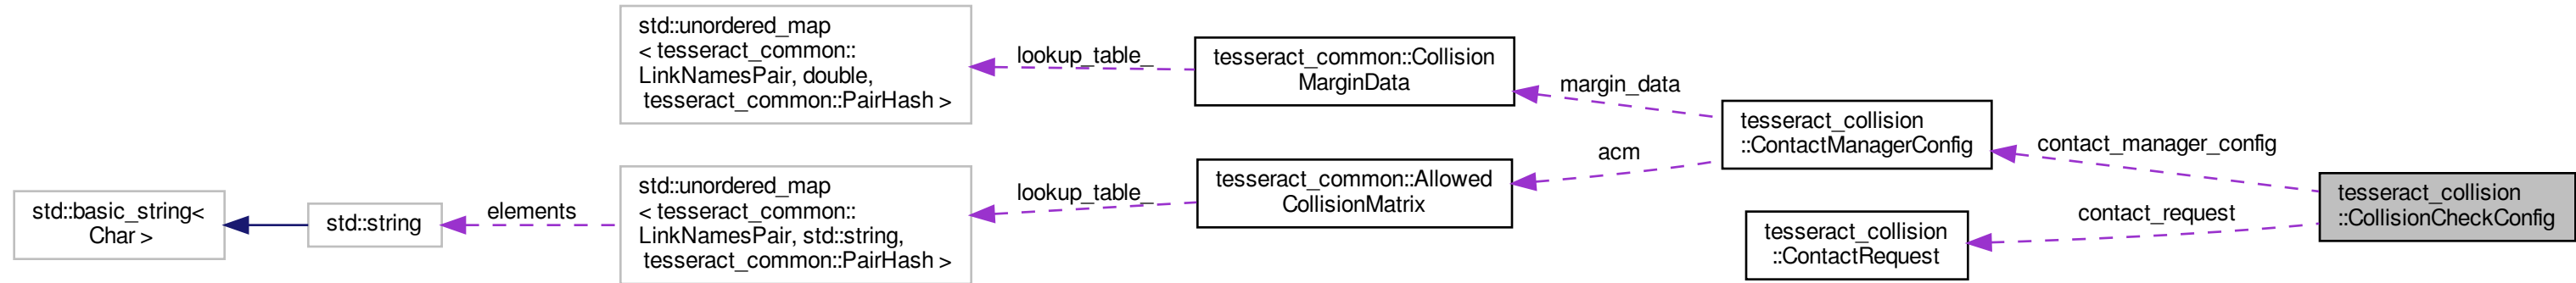 std::unordered_map
< tesseract_common::
LinkNamesPair, double,
tesseract_common::PairHash >
lookup_table_
tesseract_common::Collision
MarginData
margin_data
tesseract_collision
::ContactManagerConfig
contact_manager_config
acm
tesseract_common::Allowed
CollisionMatrix
lookup_table_
std::unordered_map
< tesseract_common::
LinkNamesPair, std::string,
tesseract_common::PairHash >
elements
std::string
std::basic_string<
Char >
tesseract_collision
::CollisionCheckConfig
contact_request
tesseract_collision
::ContactRequest